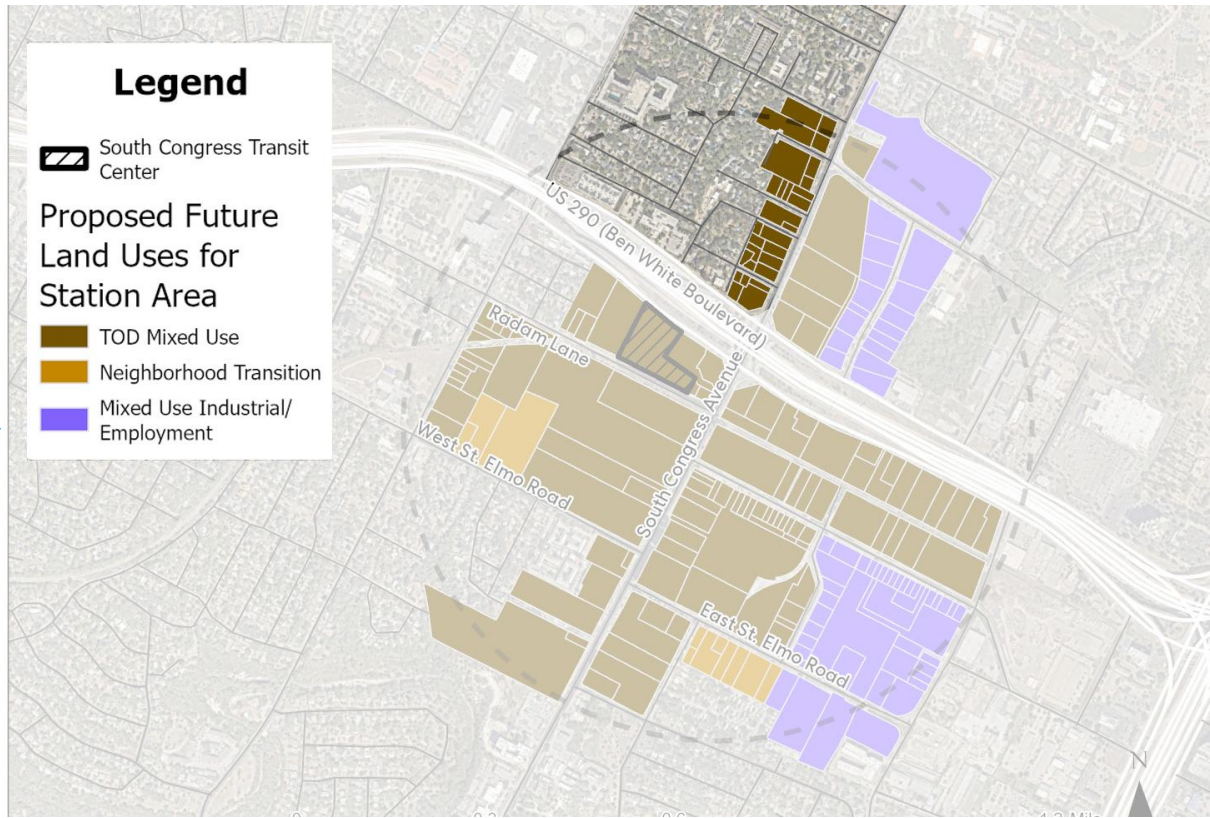 Legend
South Congress Transit
Center
Proposed Future
Land Uses for
Station Area
TOD Mixed Use
Neighborhood Transition
Mixed Use Industrial/
Employment
US 290 (Ben White Boulevard)
Radam Lane
South Congress Avenue
West St. Elmo Road
East St. Elmo Road
N